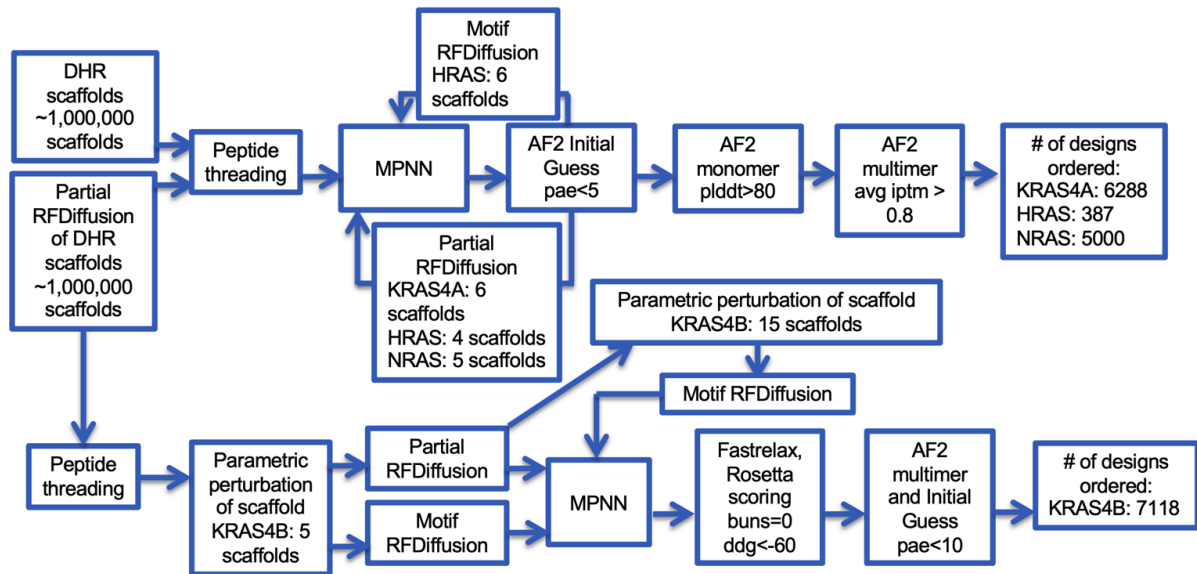 DHR
scaffolds
~1,000,000
scaffolds
Partial
RFDiffusion
of DHR
scaffolds
~1,000,000
scaffolds
Peptide
threading
Motif
RFDiffusion
HRAS: 6
scaffolds
MPNN
AF2 Initial
Guess
pae<5
Partial
RFDiffusion
KRAS4A: 6
scaffolds
HRAS: 4 scaffolds
NRAS: 5 scaffolds
AF2
monomer
plddt>80
AF2
multimer
avg iptm >
0.8
# of designs
ordered:
KRAS4A: 6288
HRAS: 387
NRAS: 5000
Parametric perturbation of scaffold
KRAS4B: 15 scaffolds
Motif RFDiffusion
Peptide
threading
Parametric
perturbation
of scaffold
KRAS4B: 5
scaffolds
Partial
RFDiffusion
Motif
RFDiffusion
MPNN
Fastrelax,
Rosetta
scoring
buns=0
ddg<-60
AF2
multimer
and Initial
Guess
pae<10
# of designs
ordered:
KRAS4B: 7118